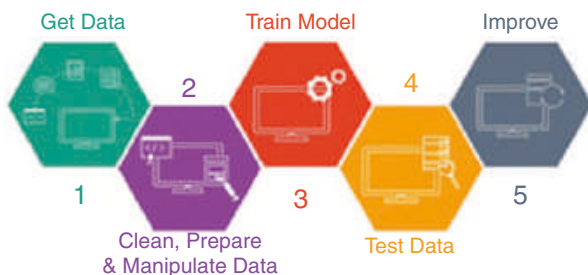 Get Data
1
2
Clean, Prepare
& Manipulate Data
Train Model
3
4
Test Data
Improve
5